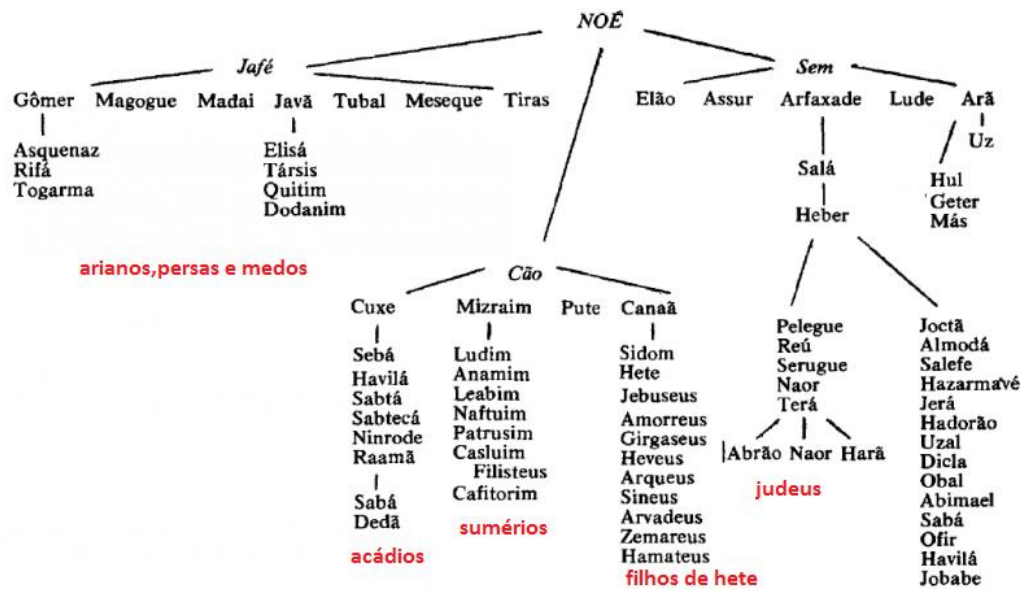 NOÉ
Jafé
Sem
Gômer Magogue Madai Javã Tubal Meseque Tiras
Elão Assur Arfaxade Lude Arã
Asquenaz
Rifá
Togarma
Elisá
Társis
Quitim
Dodanim
Salá
Heber
Uz
Hul
Geter
Más
arianos,persas e medos
Cão
Cuxe Mizraim Pute Canaã
Sebá
Havilá
Sabtá
Sabtecá
Ninrode
Raamã
Sabá
Dedã
acádios
Ludim
Anamim
Leabim
Naftuim
Patrusim
Casluim
Filisteus
Cafitorim
sumérios
Sidom
Hete
Jebuseus
Amorreus
Girgaseus
Heveus
Arqueus
Sineus
Arvadeus
Zemareus
Hamateus
filhos de hete
Pelegue
Reú
Serugue
Naor
Terá
Abrão Naor Harã
judeus
Joctã
Almodá
Salefe
Hazarmavé
Jerá
Hadorão
Uzal
Dicla
Obal
Abimael
Sabá
Ofir
Havilá
Jobabe